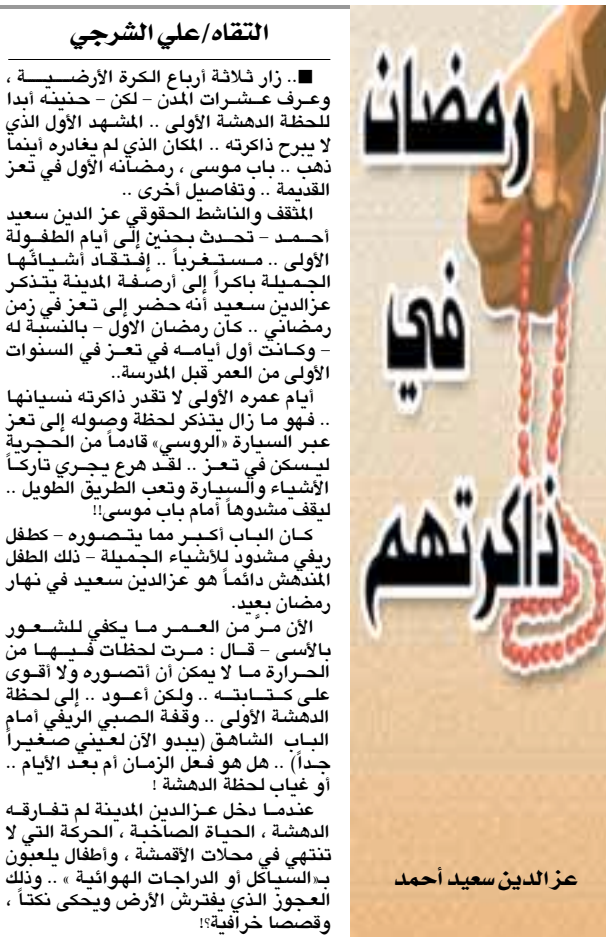 رمضان
في
ذاكرتهم
عز الدين سعيد أحمد
التقاه/علي الشرجي
■.. زار ثلاثة أرباع الكرة الأرضية ،
وعرف عشرات المدن – لكن – حنينه أبدا
للحظة الدهشة الأولى .. المشهد الأول الذي
لا يبرح ذاكرته .. المكان الذي لم يغادره أينما
ذهب .. باب موسى ، رمضانه الأول في تعز
القديمة .. وتفاصيل أخرى ..
المثقف والناشط الحقوقي عز الدين سعيد
أحمد – تحدث بحنين إلى أيام الطفولة
الأولى .. مستغرباً .. إفتقاد أشيائها
الجميلة باكراً إلى أرصفة المدينة يتذكر
عزالدين سعيد أنه حضر إلى تعز في زمن
رمضاني .. كان رمضان الاول – بالنسبة له
– وكانت أول أيامه في تعز في السنوات
الأولى من العمر قبل المدرسة..
أيام عمره الأولى لا تقدر ذاكرته نسيانها
.. فهو ما زال يتذكر لحظة وصوله إلى تعز
عبر السيارة «الروسي» قادماً من الحجرية
ليسكن في تعز .. لقد هرع يجري تاركاً
الأشياء والسيارة وتعب الطريق الطويل ..
ليقف مشدوهاً أمام باب موسى!!
كان الباب أكبر مما يتصوره – كطفل
ريفي مشدود للأشياء الجميلة – ذلك الطفل
المندهش دائماً هو عزالدين سعيد في نهار
رمضان بعيد.
الآن مرَّ من العمر ما يكفي للشعور
بالأسى – قال : مرت لحظات فيها من
الحرارة ما لا يمكن أن أتصوره ولا أقوى
على كتابته .. ولكن أعود .. إلى لحظة
الدهشة الأولى .. وقفة الصبي الريفي أمام
الباب الشاهق (يبدو الآن لعيني صغيراً
جداً) .. هل هو فعل الزمان أم بعد الأيام ..
أو غياب لحظة الدهشة !
عندما دخل عزالدين المدينة لم تفارقه
الدهشة ، الحياة الصاخبة ، الحركة التي لا
تنتهي في محلات الأقمشة ، وأطفال يلعبون
بـ«السياكل أو الدراجات الهوائية » .. وذلك
العجوز الذي يفترش الأرض ويحكى نكتاً ،
وقصصا خرافية؟!